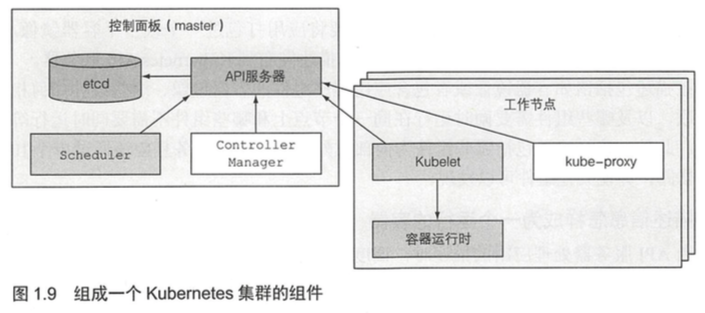 控制面板（master）
etcd
API服务器
Scheduler
Controller
Manager
工作节点
Kubelet
kube-proxy
容器运行时
图 1.9 组成一个 Kubernetes 集群的组件